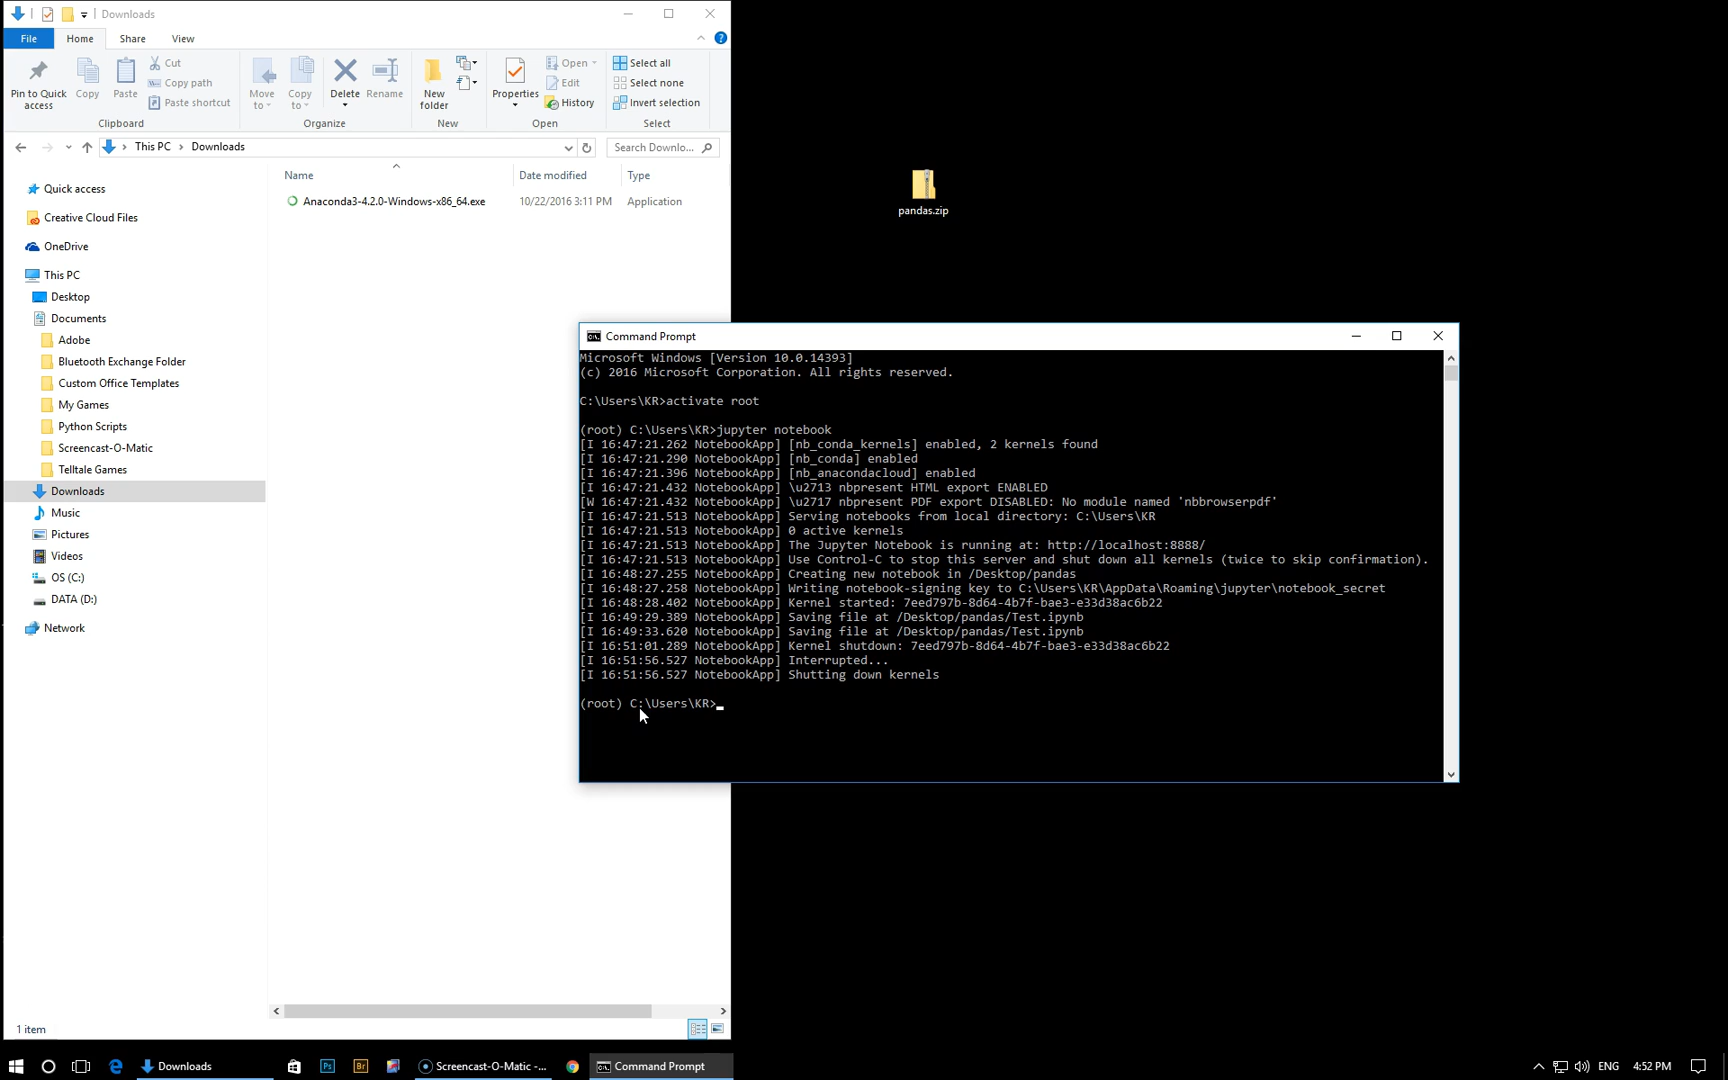 Downloads
File Home Share View
Pin to Quick access
Copy
Paste
Cut
Copy path
Paste shortcut
Clipboard
Move to
Copy to
Delete
Rename
Organize
New folder
New
Properties
Open
Edit
History
Open
Select all
Select none
Invert selection
Select
This PC > Downloads
Search Downlo...
Name Date modified Type
Anaconda3-4.2.0-Windows-x86_64.exe 10/22/2016 3:11 PM Application
Quick access
Creative Cloud Files
OneDrive
This PC
Desktop
Documents
Adobe
Bluetooth Exchange Folder
Custom Office Templates
My Games
Python Scripts
Screencast-O-Matic
Telltale Games
Downloads
Music
Pictures
Videos
OS (C:)
DATA (D:)
Network
1 item
pandas.zip
Command Prompt
Microsoft Windows [Version 10.0.14393]
(c) 2016 Microsoft Corporation. All rights reserved.
C:\Users\KR>activate root
(root) C:\Users\KR>jupyter notebook
[I 16:47:21.262 NotebookApp] [nb_conda_kernels] enabled, 2 kernels found
[I 16:47:21.290 NotebookApp] [nb_conda] enabled
[I 16:47:21.396 NotebookApp] [nb_anacondacloud] enabled
[I 16:47:21.432 NotebookApp] \u2713 nbpresent HTML export ENABLED
[W 16:47:21.432 NotebookApp] \u2717 nbpresent PDF export DISABLED: No module named 'nbbrowserpdf'
[I 16:47:21.513 NotebookApp] Serving notebooks from local directory: C:\Users\KR
[I 16:47:21.513 NotebookApp] 0 active kernels
[I 16:47:21.513 NotebookApp] The Jupyter Notebook is running at: http://localhost:8888/
[I 16:47:21.513 NotebookApp] Use Control-C to stop this server and shut down all kernels (twice to skip confirmation).
[I 16:48:27.255 NotebookApp] Creating new notebook in /Desktop/pandas
[I 16:48:27.258 NotebookApp] Writing notebook-signing key to C:\Users\KR\AppData\Roaming\jupyter\notebook_secret
[I 16:48:28.402 NotebookApp] Kernel started: 7eed797b-8d64-4b7f-bae3-e33d38ac6b22
[I 16:49:29.389 NotebookApp] Saving file at /Desktop/pandas/Test.ipynb
[I 16:49:33.620 NotebookApp] Saving file at /Desktop/pandas/Test.ipynb
[I 16:51:01.289 NotebookApp] Kernel shutdown: 7eed797b-8d64-4b7f-bae3-e33d38ac6b22
[I 16:51:56.527 NotebookApp] Interrupted...
[I 16:51:56.527 NotebookApp] Shutting down kernels
(root) C:\Users\KR>
Downloads
Ps
Br
Screencast-O-Matic -...
Command Prompt
ENG
4:52 PM